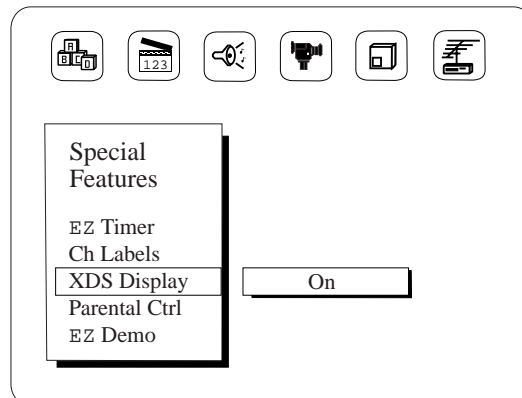 A
B C D
123
Special
Features
EZ Timer
Ch Labels
XDS Display On
Parental Ctrl
EZ Demo